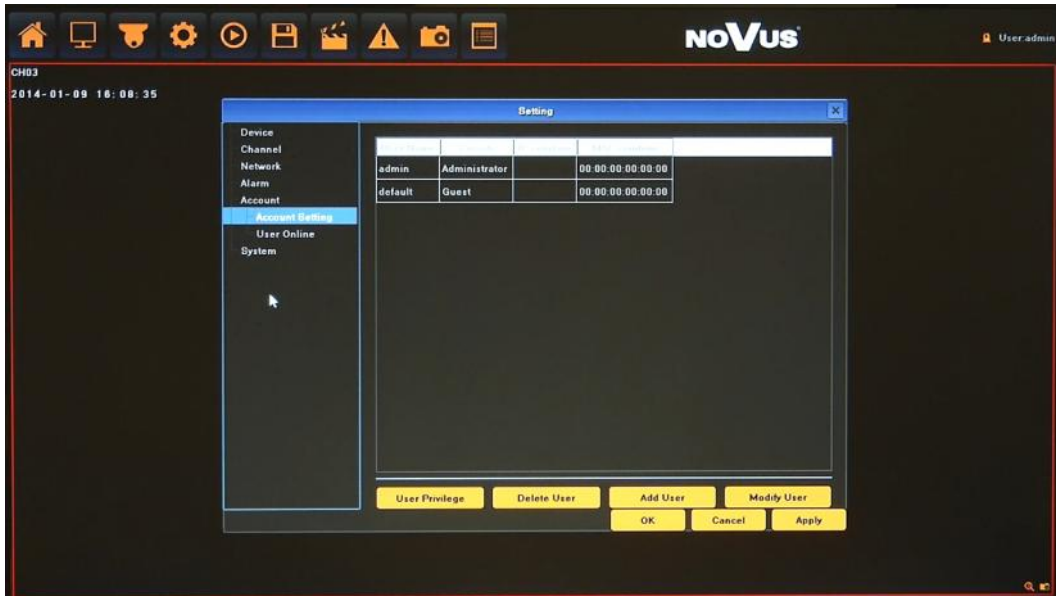 NOVUS
User:admin
CH03
2014-01-09 16:08:35
Setting
Device
Channel
Network
Alarm
Account
Account Setting
User Online
System
admin Administrator 00:00:00:00:00:00
default Guest 00:00:00:00:00:00
User Privilege Delete User Add User Modify User
OK Cancel Apply